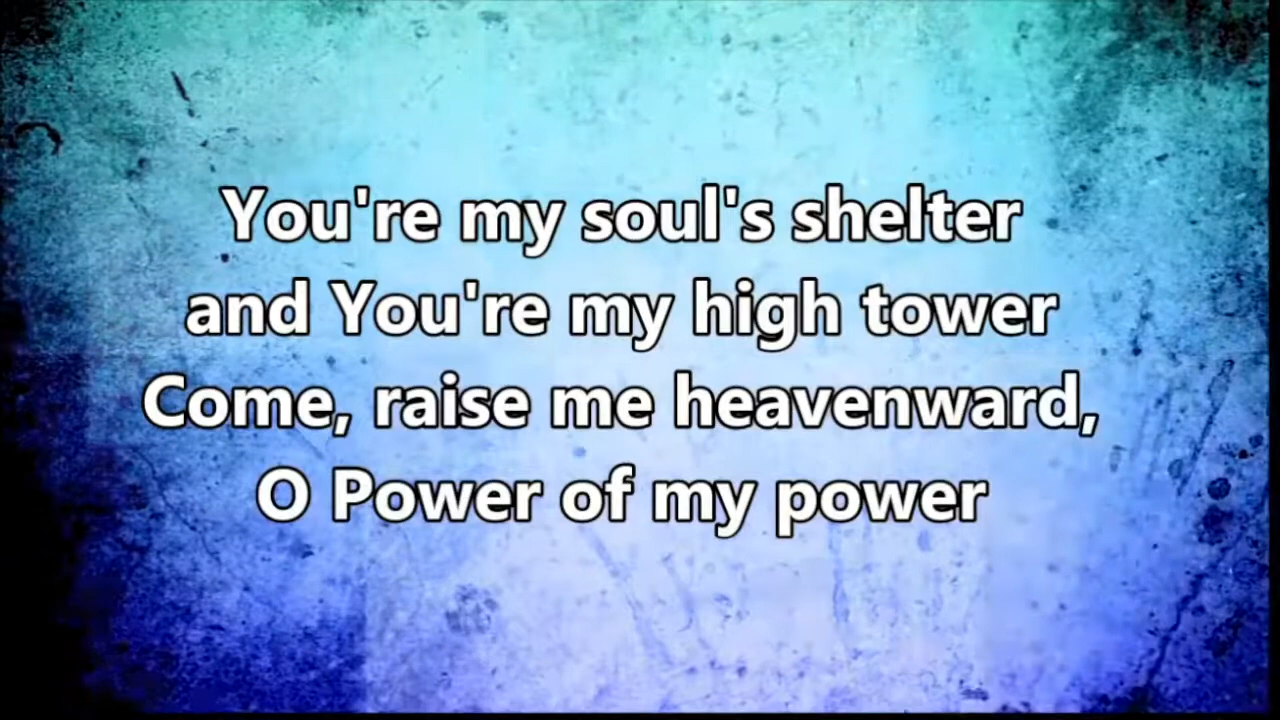 You're my soul's shelter
and You're my high tower
Come, raise me heavenward,
O Power of my power